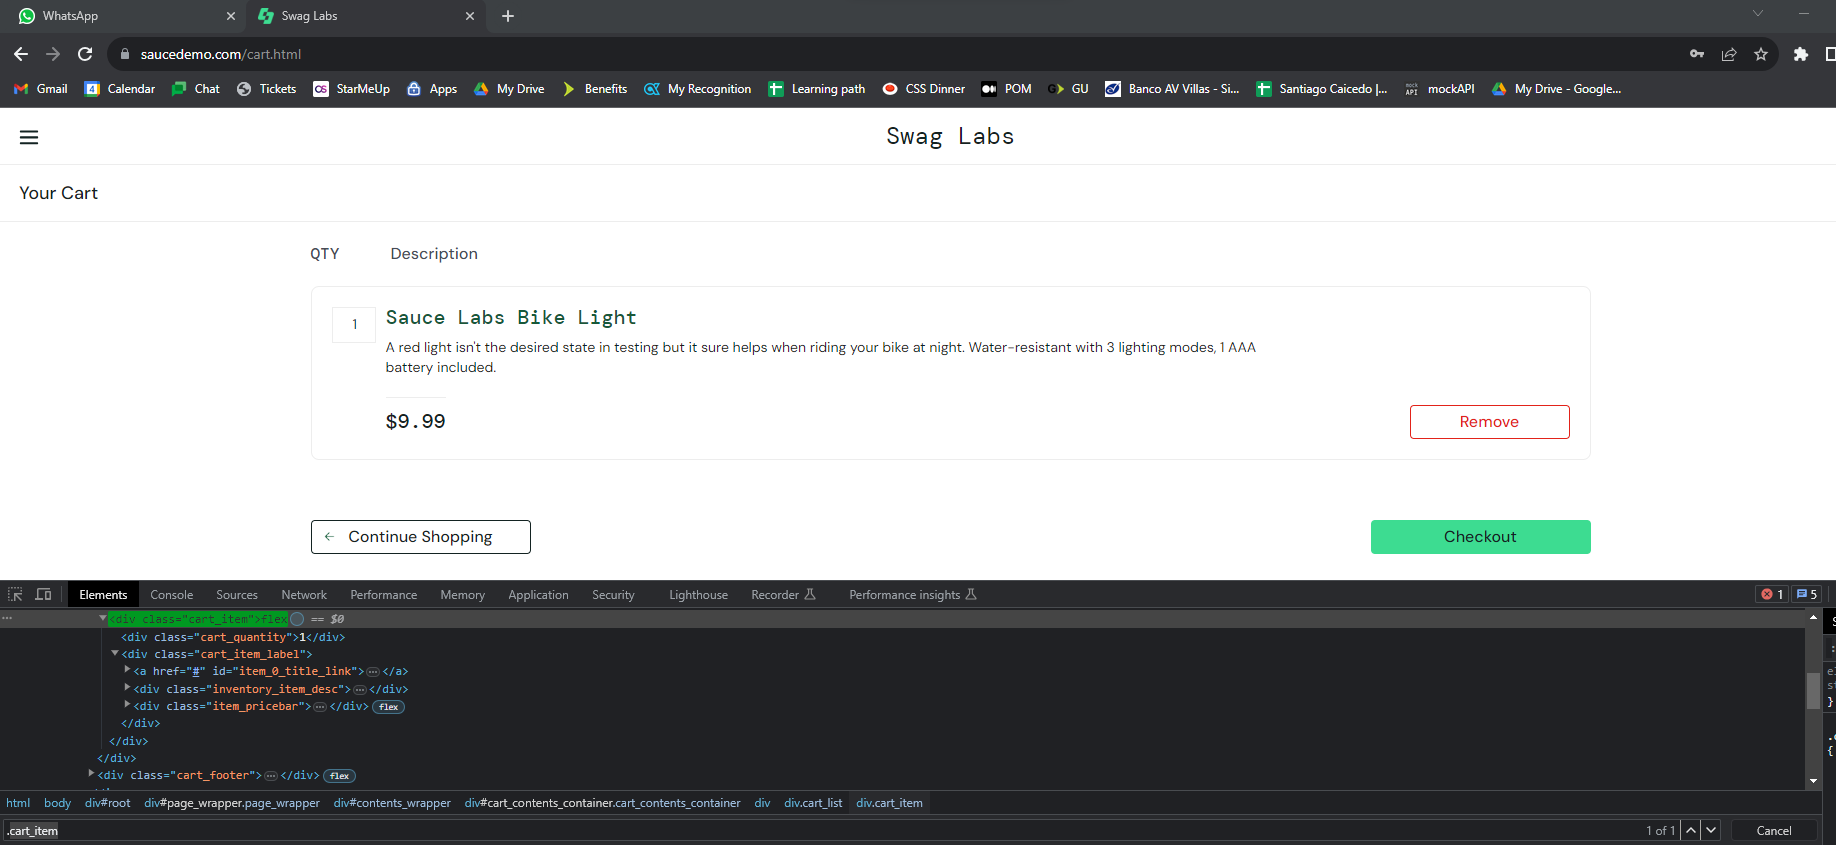 WhatsApp
Swag Labs
saucedemo.com/cart.html
Gmail Calendar Chat Tickets StarMeUp Apps My Drive Benefits My Recognition Learning path CSS Dinner POM GU Banco AV Villas - Si... mockAPI Santiago Caicedo |... mockAPI My Drive - Google...
Swag Labs
Your Cart
QTY Description
1 Sauce Labs Bike Light
A red light isn't the desired state in testing but it sure helps when riding your bike at night. Water-resistant with 3 lighting modes, 1 AAA
battery included.
$9.99
Remove
← Continue Shopping
Checkout
Elements Console Sources Network Performance Memory Application Security Lighthouse Recorder Performance insights 1 5
<div class="cart_item">flex == $0
<div class="cart_quantity">1</div>
<div class="cart_item_label">
<a href="#" id="item_0_title_link">…</a>
<div class="inventory_item_desc">…</div>
<div class="item_pricebar">…</div> flex
</div>
</div>
</div>
<div class="cart_footer">…</div> flex
html body div#root div#page_wrapper.page_wrapper div#contents_wrapper div#cart_contents_container.cart_contents_container div div.cart_list div.cart_item
.cart_item 1 of 1 Cancel